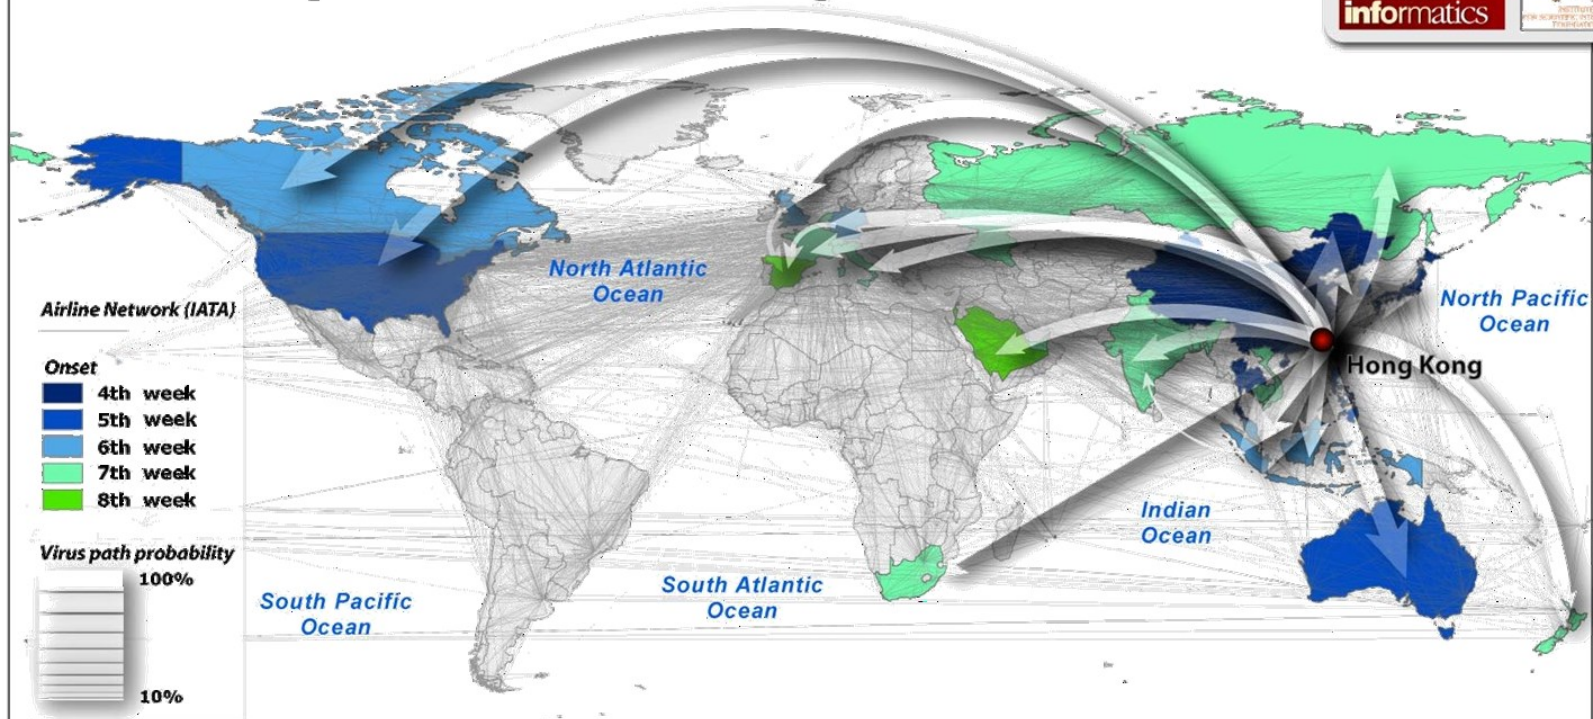 informatics
North Atlantic
Ocean
Airline Network (IATA)
North Pacific
Ocean
Onset
4th week
5th week
6th week
7th week
8th week
Hong Kong
Indian
Ocean
Virus path probability
100%
10%
South Pacific
Ocean
South Atlantic
Ocean